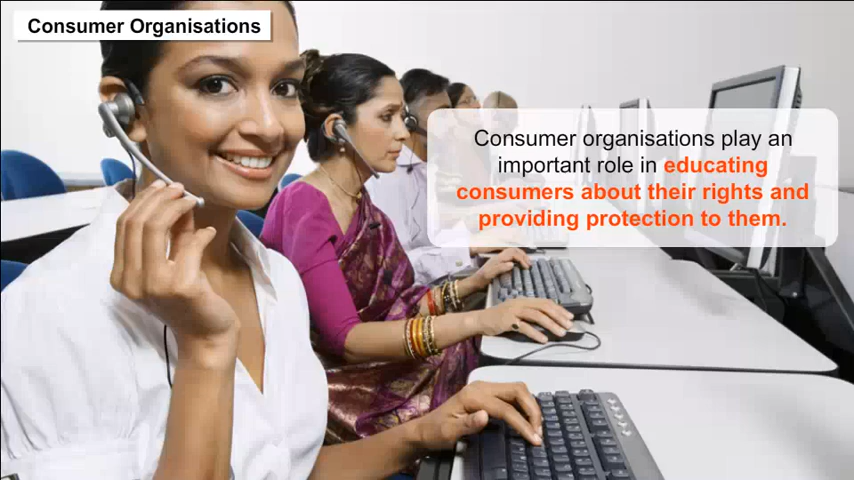 Consumer Organisations
Consumer organisations play an
important role in educating
consumers about their rights and
providing protection to them.